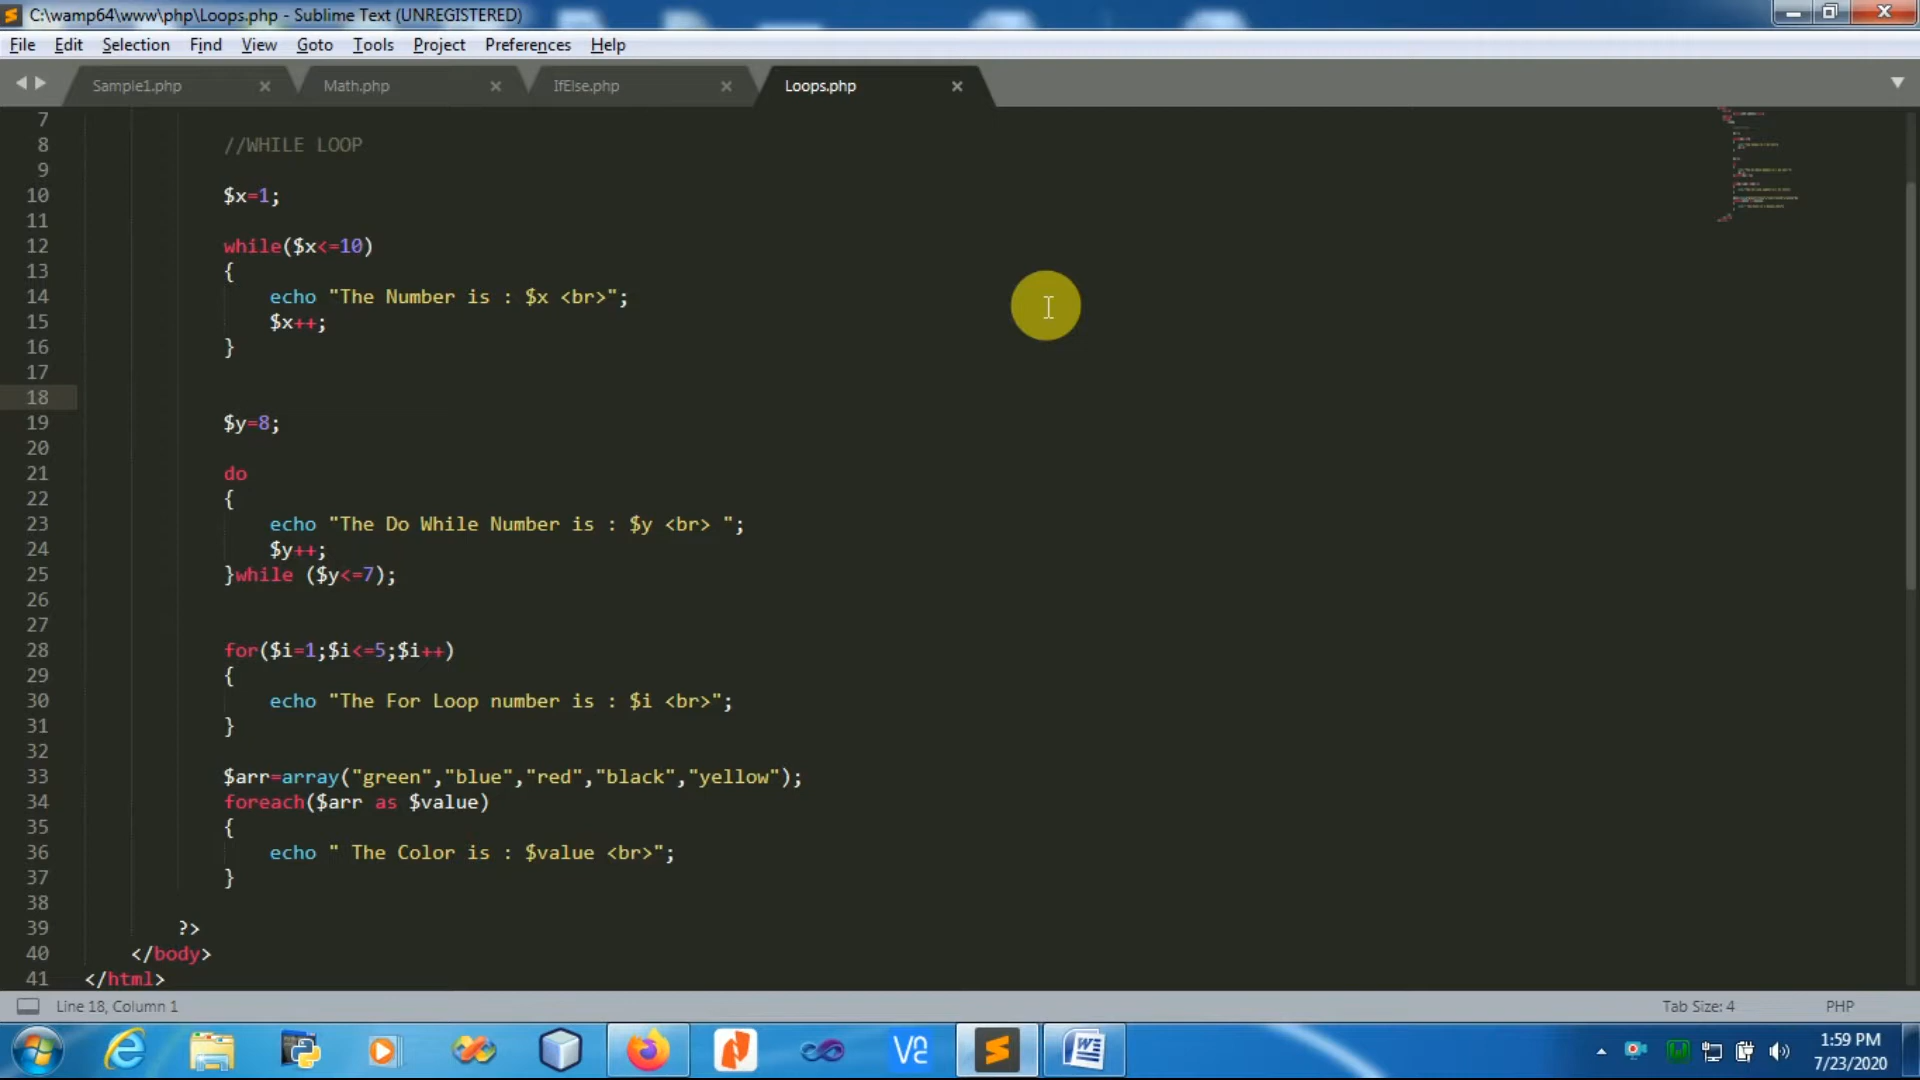 C:\wamp64\www\php\Loops.php - Sublime Text (UNREGISTERED)
File Edit Selection Find View Goto Tools Project Preferences Help
Sample1.php Math.php IfElse.php Loops.php
7
8 //WHILE LOOP
9
10 $x=1;
11
12 while($x<=10)
13 {
14 echo "The Number is : $x <br>";
15 $x++;
16 }
17
18
19 $y=8;
20
21 do
22 {
23 echo "The Do While Number is : $y <br> ";
24 $y++;
25 }while ($y<=7);
26
27
28 for($i=1;$i<=5;$i++)
29 {
30 echo "The For Loop number is : $i <br>";
31 }
32
33 $arr=array("green","blue","red","black","yellow");
34 foreach($arr as $value)
35 {
36 echo " The Color is : $value <br>";
37 }
38
39 ?>
40 </body>
41 </html>
Line 18, Column 1 Tab Size: 4 PHP
1:59 PM
7/23/2020